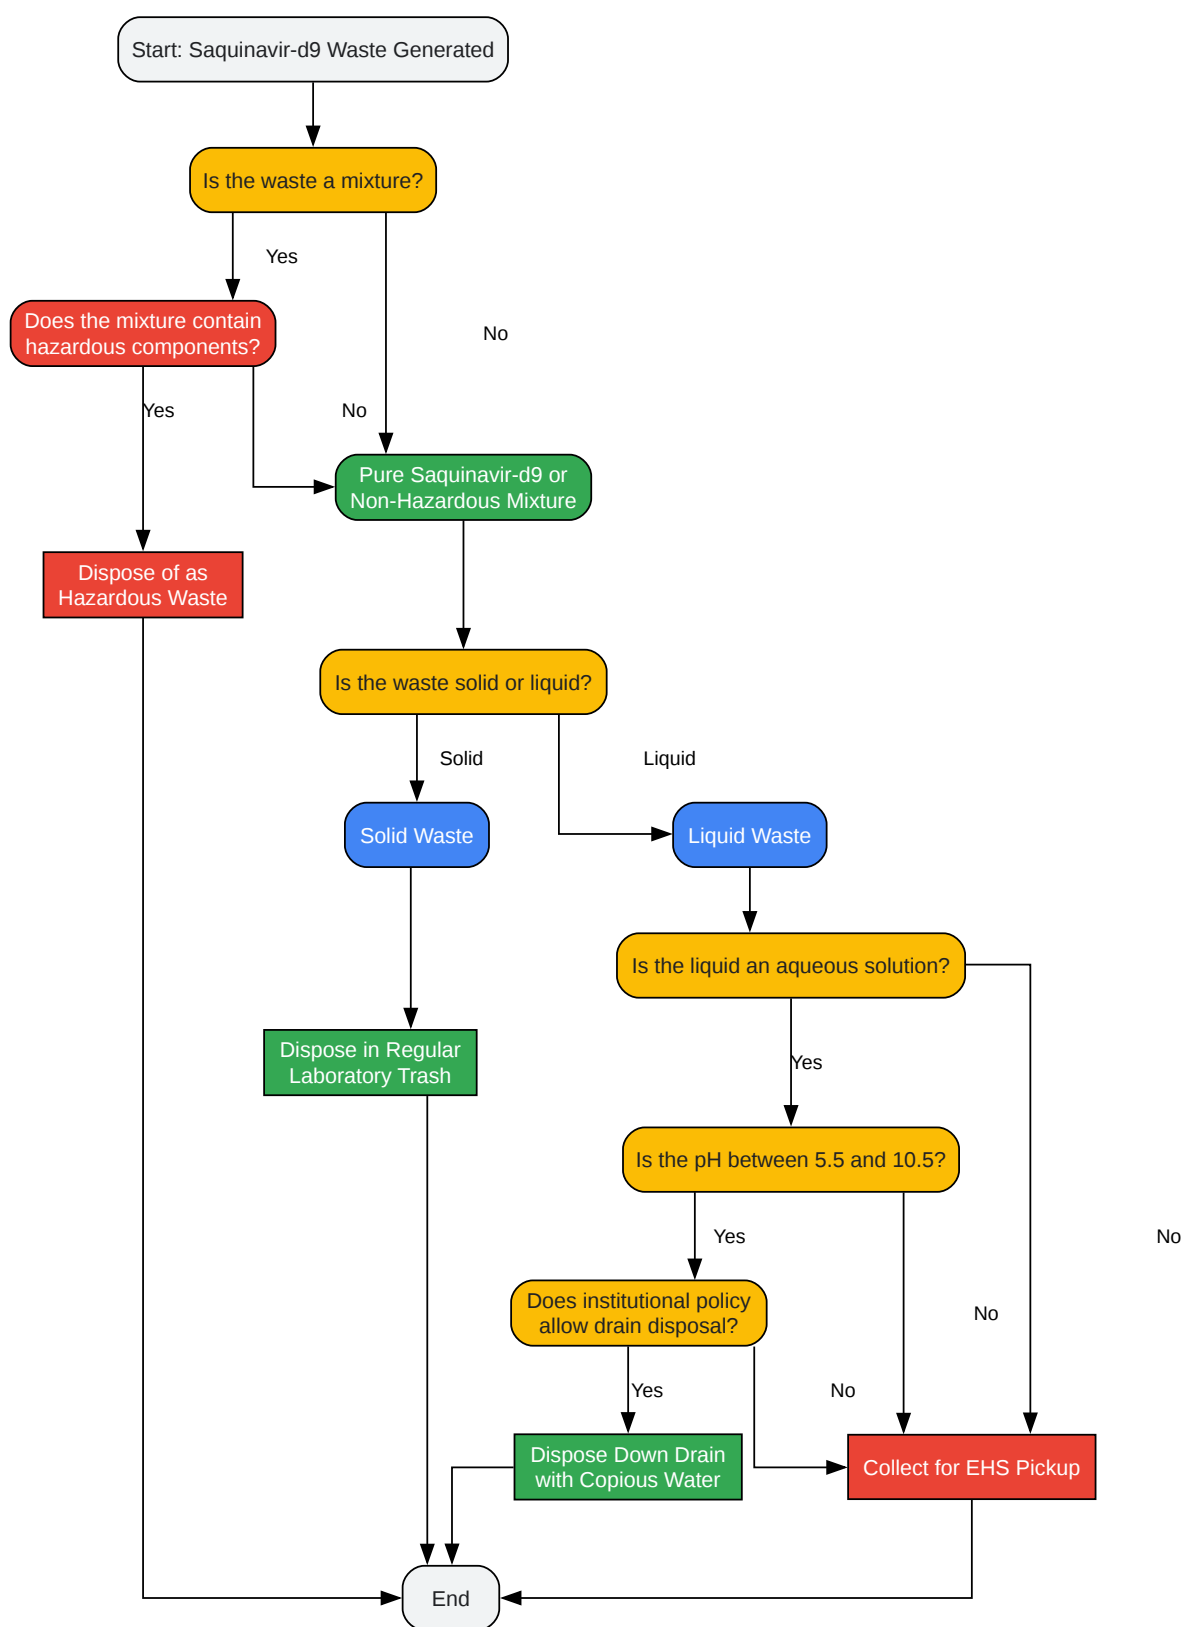 Start: Saquinavir-d9 Waste Generated
Is the waste a mixture?
Yes
Does the mixture contain
hazardous components?
No
Yes
No
Pure Saquinavir-d9 or
Non-Hazardous Mixture
Dispose of as
Hazardous Waste
Is the waste solid or liquid?
Solid
Liquid
Solid Waste
Liquid Waste
Is the liquid an aqueous solution?
Dispose in Regular
Laboratory Trash
Yes
Is the pH between 5.5 and 10.5?
Yes
No
Does institutional policy
allow drain disposal?
No
Yes
No
Dispose Down Drain
with Copious Water
Collect for EHS Pickup
End